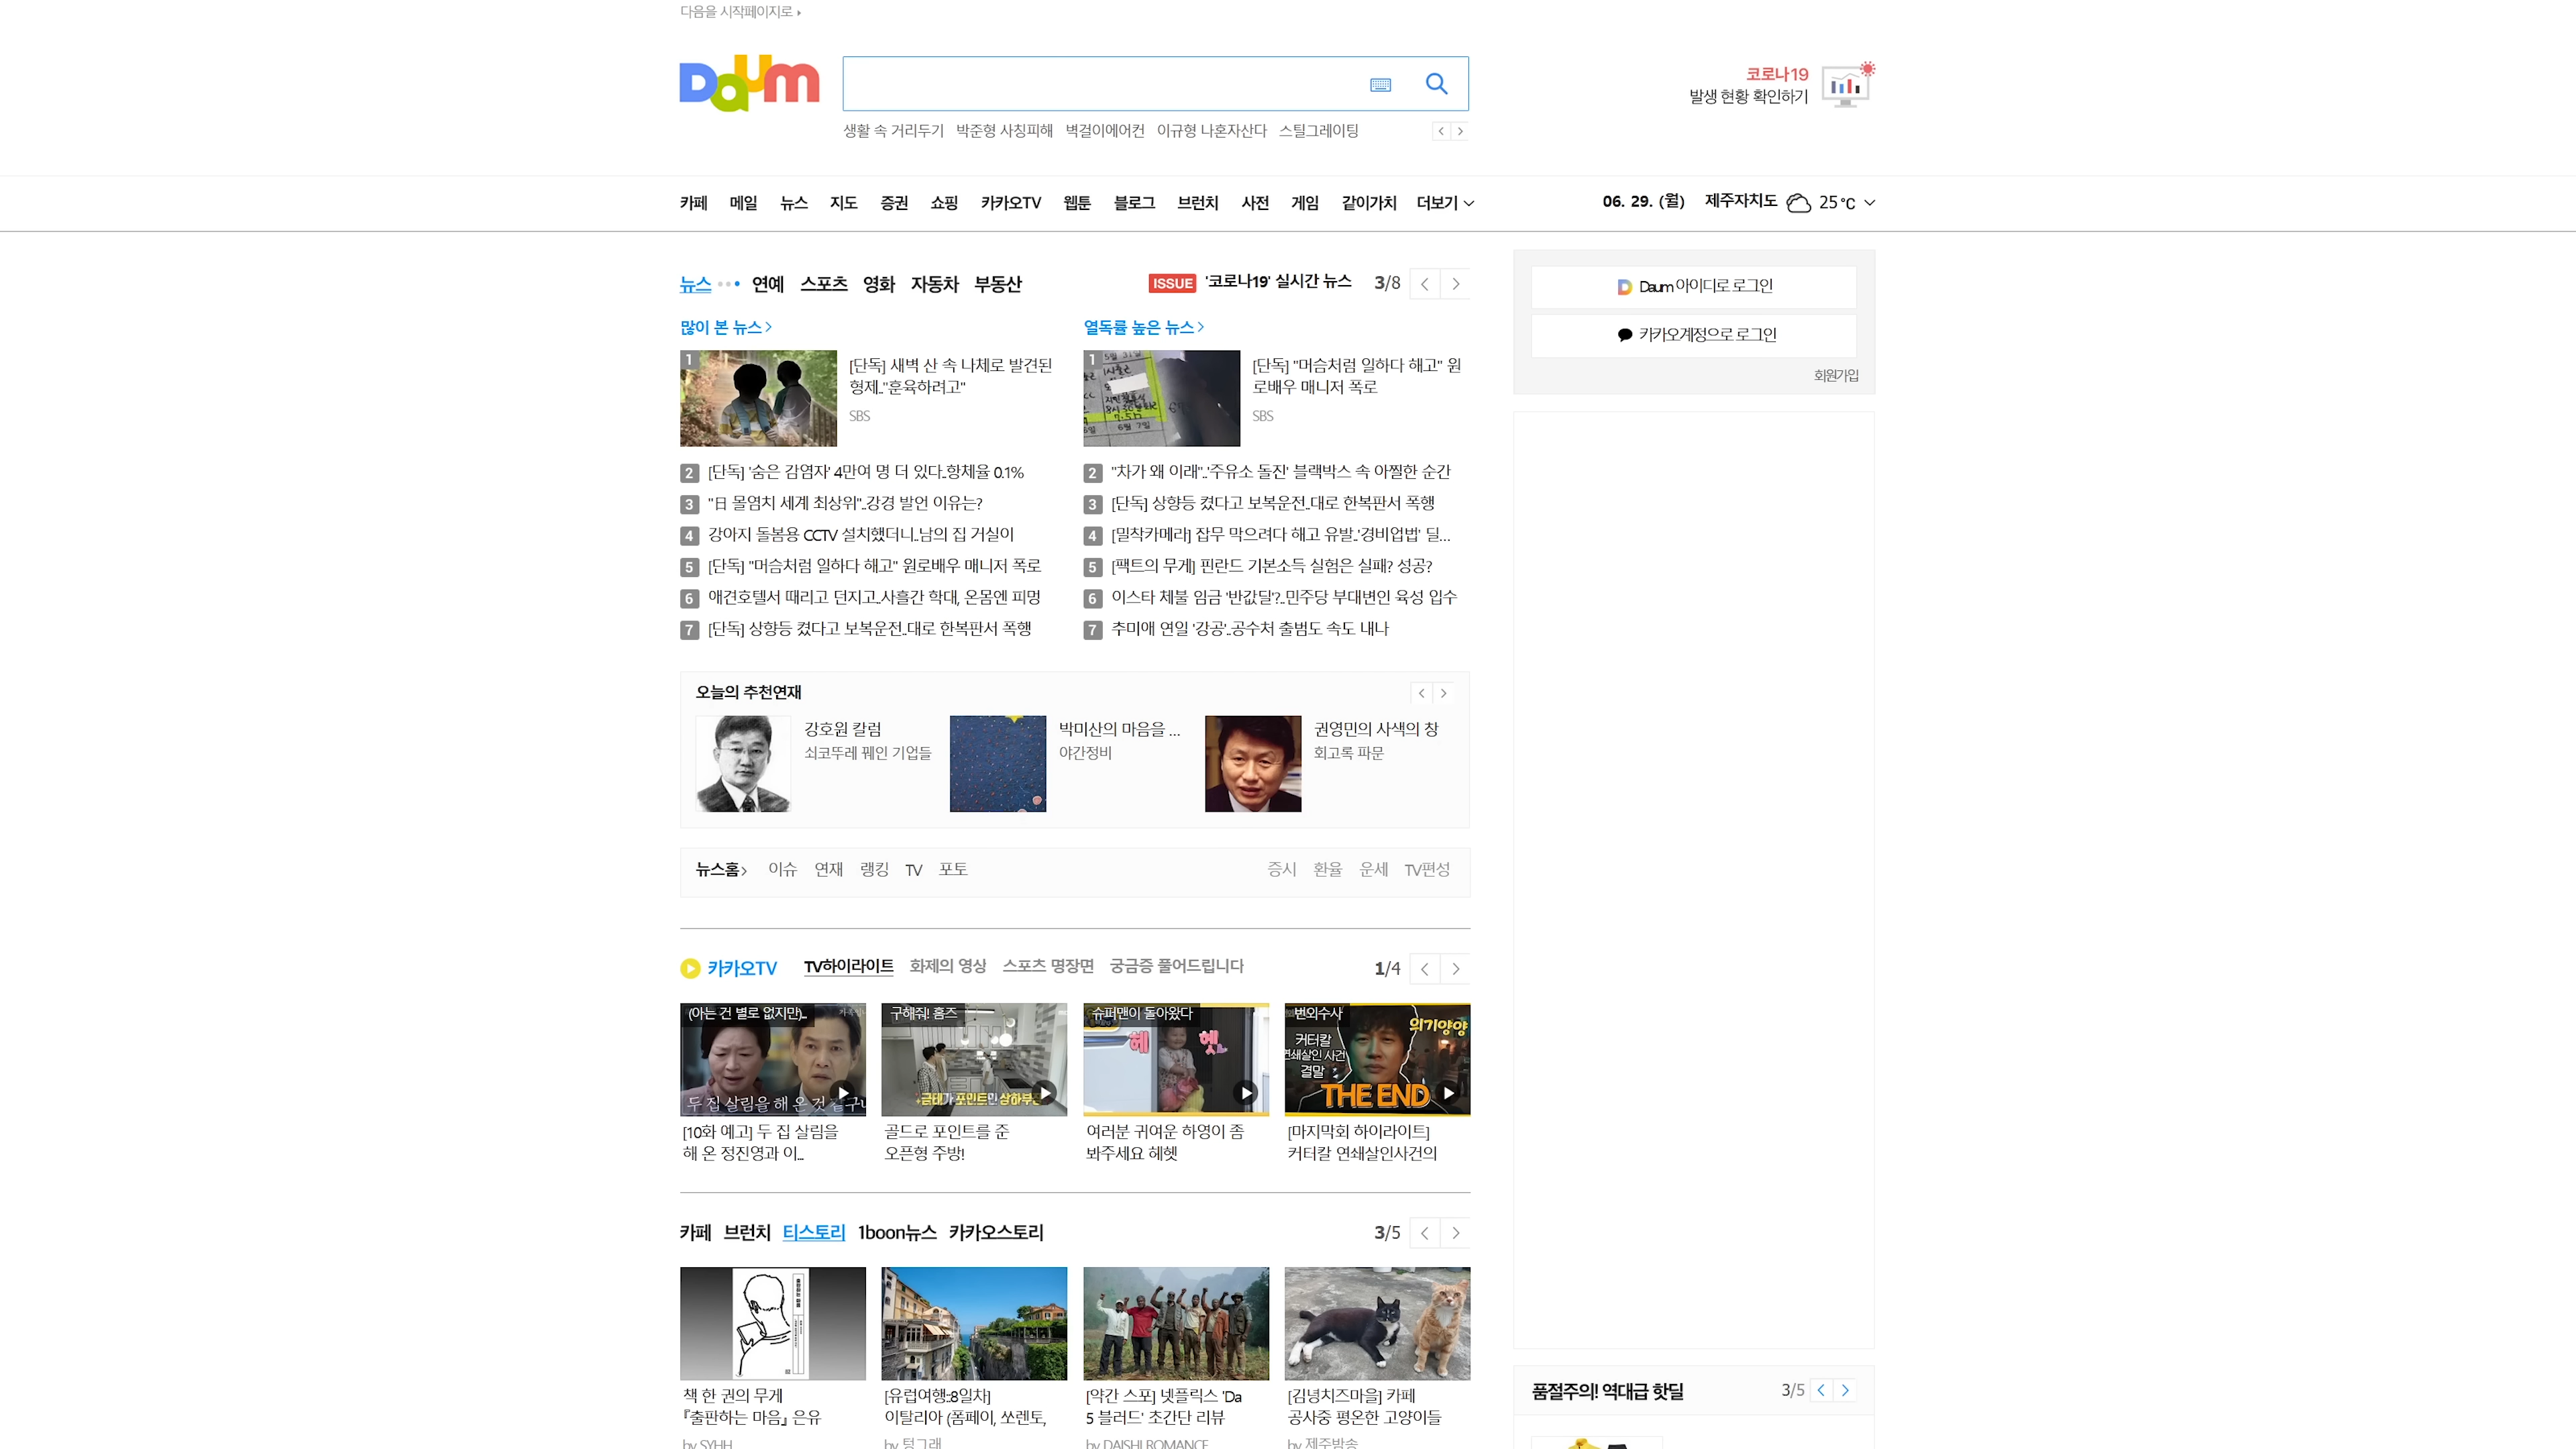 다음을 시작페이지로
Daum
생활 속 거리두기 박준형 사칭피해 벽걸이에어컨 이규형 나혼자산다 스틸그레이팅
코로나19
발생 현황 확인하기
카페 메일 뉴스 지도 증권 쇼핑 카카오TV 웹툰 블로그 브런치 사전 게임 같이가치 더보기
06. 29. (월) 제주자치도 25℃
뉴스 연예 스포츠 영화 자동차 부동산
ISSUE '코로나19' 실시간 뉴스 3/8
많이 본 뉴스
1
[단독] 새벽 산 속 나체로 발견된
형제.."훈육하려고"
SBS
2 [단독] '숨은 감염자' 4만여 명 더 있다..항체율 0.1%
3 "日 몰염치 세계 최상위"..강경 발언 이유는?
4 강아지 돌봄용 CCTV 설치했더니..남의 집 거실이
5 [단독] "머슴처럼 일하다 해고" 원로배우 매니저 폭로
6 애견호텔서 때리고 던지고..사흘간 학대, 온몸엔 피멍
7 [단독] 상향등 켰다고 보복운전..대로 한복판서 폭행
열독률 높은 뉴스
1
[단독] "머슴처럼 일하다 해고" 원
로배우 매니저 폭로
SBS
2 "차가 왜 이래"..'주유소 돌진' 블랙박스 속 아찔한 순간
3 [단독] 상향등 켰다고 보복운전..대로 한복판서 폭행
4 [밀착카메라] 잡무 막으려다 해고 유발..'경비업법' 딜...
5 [팩트의 무게] 핀란드 기본소득 실험은 실패? 성공?
6 이스타 체불 임금 '반값딜'?..민주당 부대변인 육성 입수
7 추미애 연일 '강공'..공수처 출범도 속도 내나
Daum 아이디로 로그인
카카오계정으로 로그인
회원가입
오늘의 추천연재
강호원 칼럼
쇠코뚜레 꿰인 기업들
박미산의 마음을 ...
야간정비
권영민의 사색의 창
회고록 파문
뉴스홈 이슈 연재 랭킹 TV 포토
증시 환율 운세 TV편성
카카오TV TV하이라이트 화제의 영상 스포츠 명장면 궁금증 풀어드립니다 1/4
(아는 건 별로 없지만)...
두 집 살림을 해 온 것
[10화 예고] 두 집 살림을
해 온 정진영과 이...
구해줘! 홈즈
금태가 포인트인 상하부
골드로 포인트를 준
오픈형 주방!
슈퍼맨이 돌아왔다
헤 헷
여러분 귀여운 하영이 좀
봐주세요 헤헷
번외수사
위기양양
커터칼
연쇄살인 사건
결말
THE END
[마지막회 하이라이트]
커터칼 연쇄살인사건의
카페 브런치 티스토리 1boon뉴스 카카오스토리 3/5
책 한 권의 무게
『출판하는 마음』 은유
by SYHH
[유럽여행::8일차]
이탈리아 (폼페이, 쏘렌토,
by 텅그래
[약간 스포] 넷플릭스 'Da
5 블러드' 초간단 리뷰
by DAISHI ROMANCE
[김녕치즈마을] 카페
공사중 평온한 고양이들
by 제주방송
품절주의! 역대급 핫딜 3/5